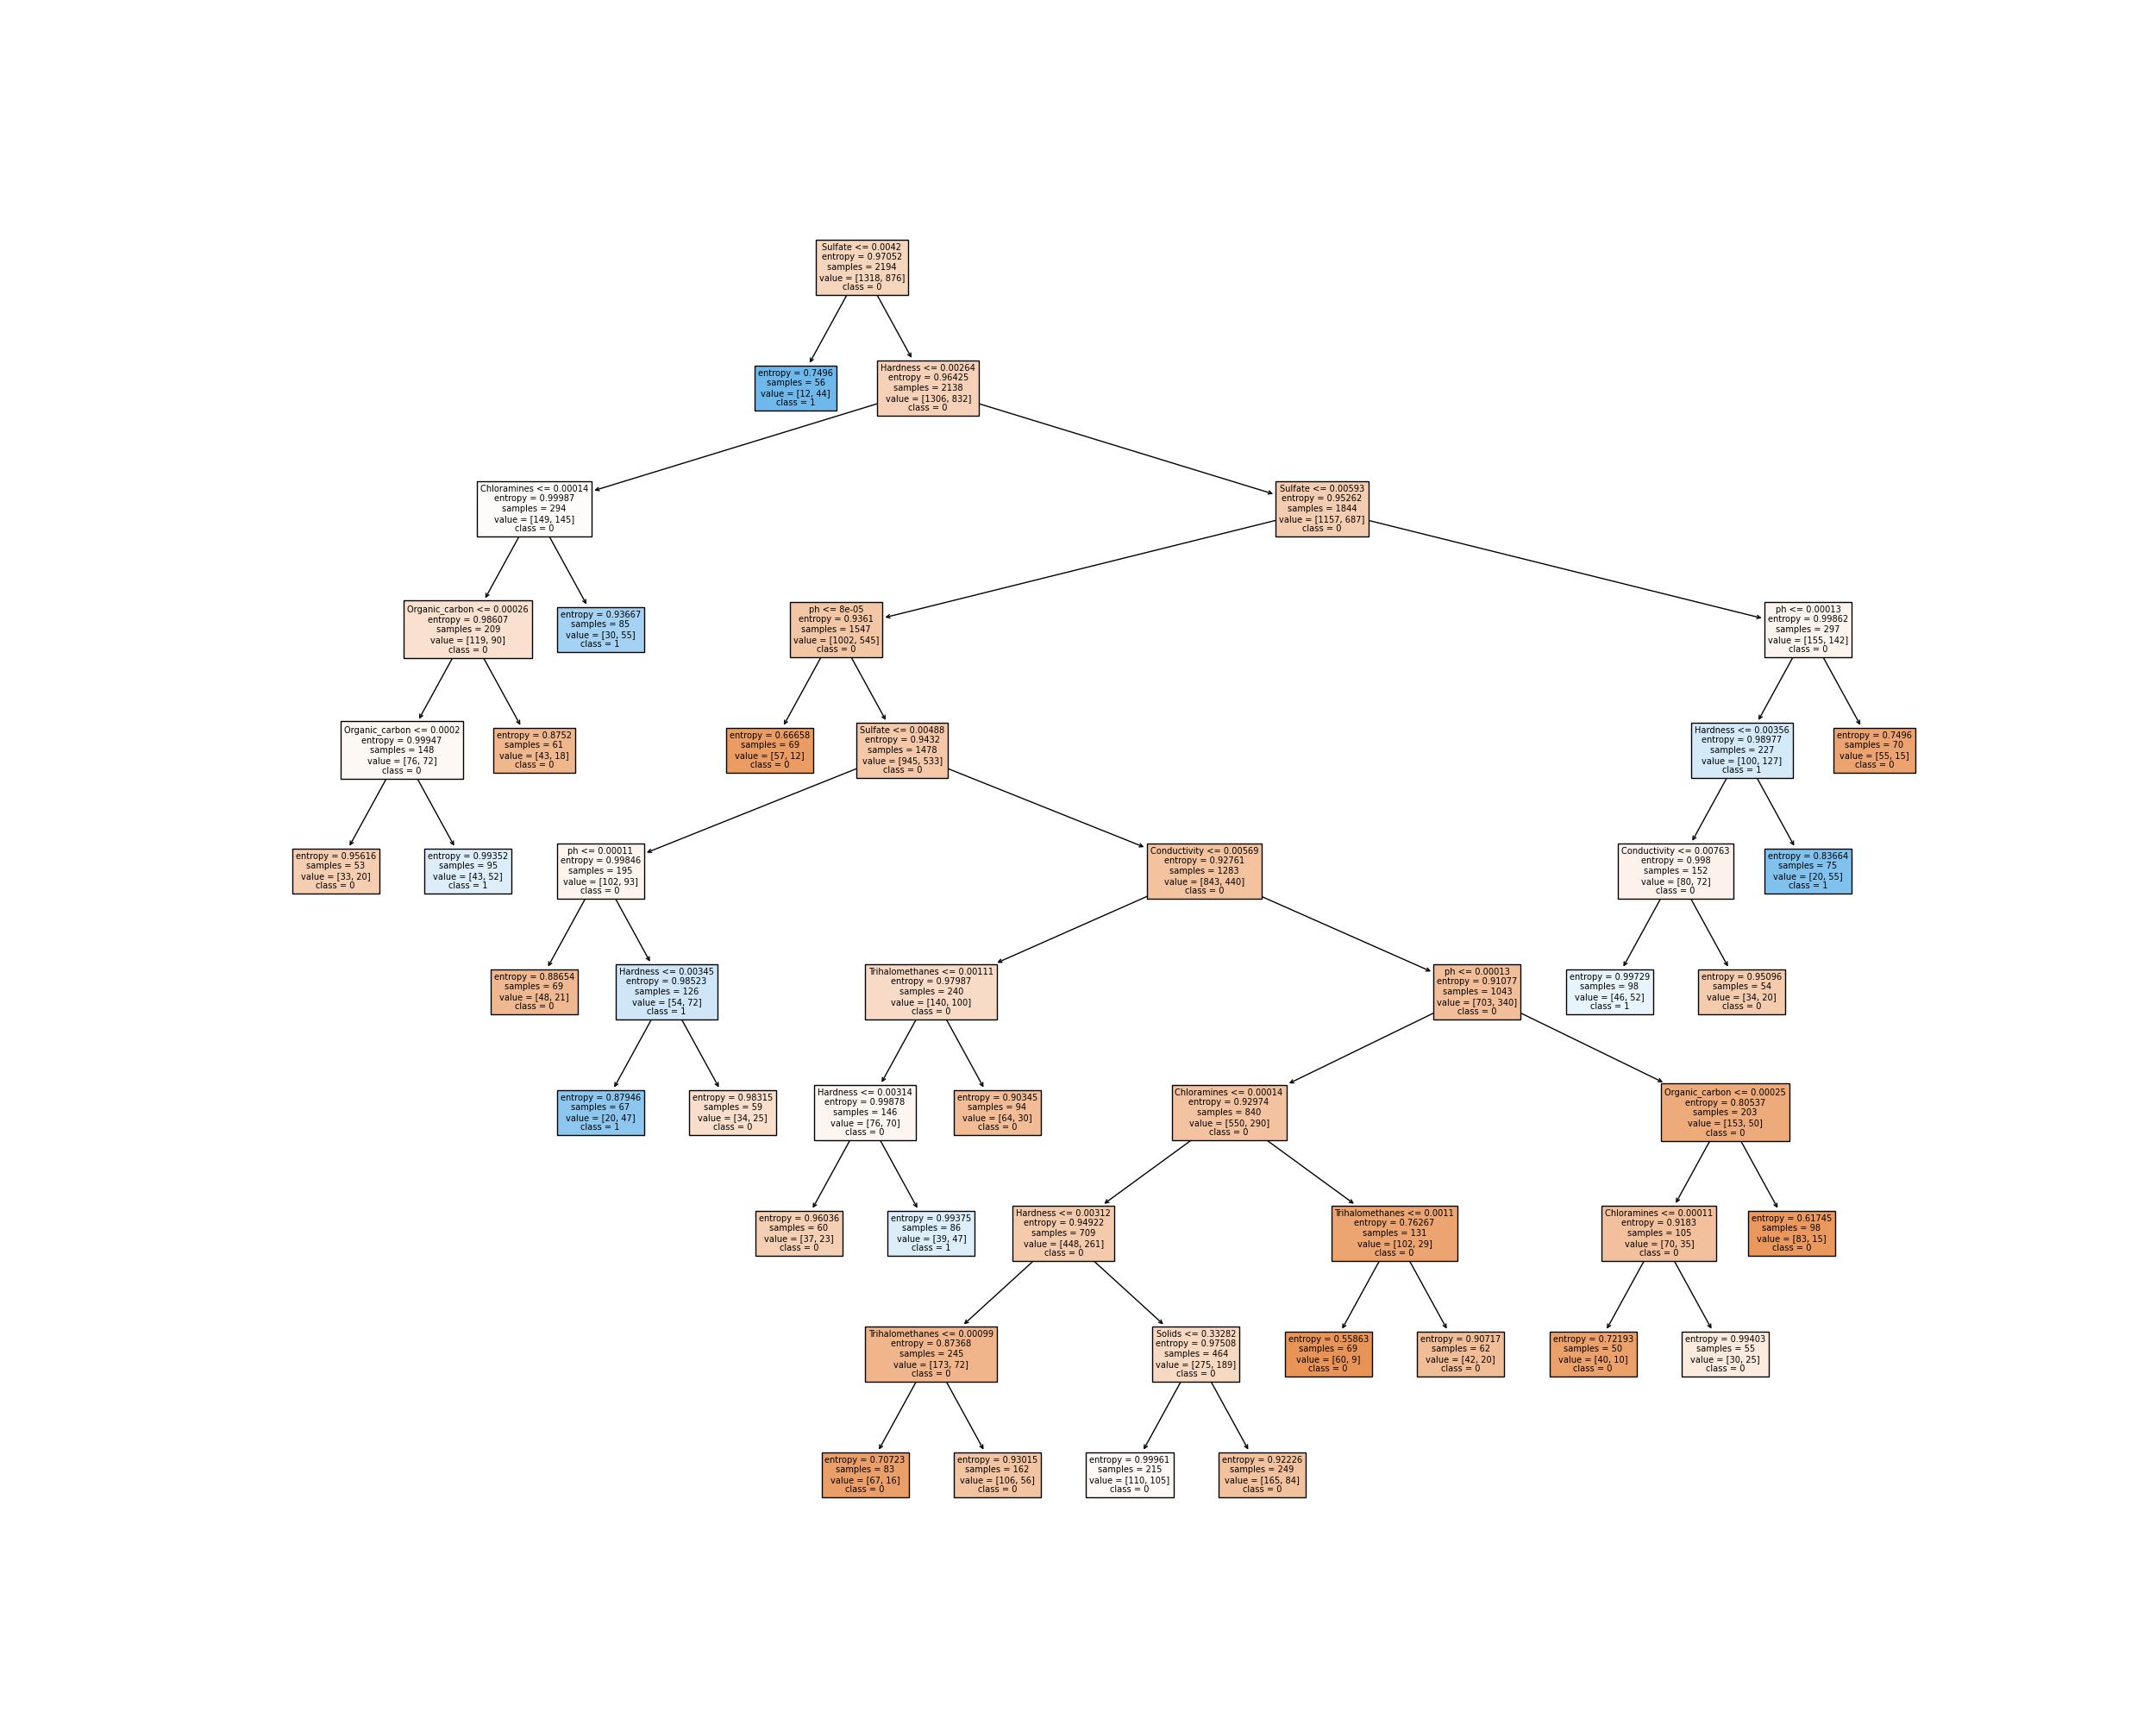 Sulfate <= 0.0042
entropy = 0.97052
samples = 2194
value = [1318, 876]
class = 0
entropy = 0.7496
samples = 56
value = [12, 44]
class = 1
Hardness <= 0.00264
entropy = 0.96425
samples = 2138
value = [1306, 832]
class = 0
Chloramines <= 0.00014
entropy = 0.99987
samples = 294
value = [149, 145]
class = 0
Sulfate <= 0.00593
entropy = 0.95262
samples = 1844
value = [1157, 687]
class = 0
Organic_carbon <= 0.00026
entropy = 0.98607
samples = 209
value = [119, 90]
class = 0
entropy = 0.93667
samples = 85
value = [30, 55]
class = 1
ph <= 8e-05
entropy = 0.9361
samples = 1547
value = [1002, 545]
class = 0
ph <= 0.00013
entropy = 0.99862
samples = 297
value = [155, 142]
class = 0
Organic_carbon <= 0.0002
entropy = 0.99947
samples = 148
value = [76, 72]
class = 0
entropy = 0.8752
samples = 61
value = [43, 18]
class = 0
entropy = 0.66658
samples = 69
value = [57, 12]
class = 0
Sulfate <= 0.00488
entropy = 0.9432
samples = 1478
value = [945, 533]
class = 0
Hardness <= 0.00356
entropy = 0.98977
samples = 227
value = [100, 127]
class = 1
entropy = 0.7496
samples = 70
value = [55, 15]
class = 0
entropy = 0.95616
samples = 53
value = [33, 20]
class = 0
entropy = 0.99352
samples = 95
value = [43, 52]
class = 1
ph <= 0.00011
entropy = 0.99846
samples = 195
value = [102, 93]
class = 0
Conductivity <= 0.00569
entropy = 0.92761
samples = 1283
value = [843, 440]
class = 0
Conductivity <= 0.00763
entropy = 0.998
samples = 152
value = [80, 72]
class = 0
entropy = 0.83664
samples = 75
value = [20, 55]
class = 1
entropy = 0.88654
samples = 69
value = [48, 21]
class = 0
Hardness <= 0.00345
entropy = 0.98523
samples = 126
value = [54, 72]
class = 1
Trihalomethanes <= 0.00111
entropy = 0.97987
samples = 240
value = [140, 100]
class = 0
ph <= 0.00013
entropy = 0.91077
samples = 1043
value = [703, 340]
class = 0
entropy = 0.99729
samples = 98
value = [46, 52]
class = 1
entropy = 0.95096
samples = 54
value = [34, 20]
class = 0
entropy = 0.87946
samples = 67
value = [20, 47]
class = 1
entropy = 0.98315
samples = 59
value = [34, 25]
class = 0
Hardness <= 0.00314
entropy = 0.99878
samples = 146
value = [76, 70]
class = 0
entropy = 0.90345
samples = 94
value = [64, 30]
class = 0
Chloramines <= 0.00014
entropy = 0.92974
samples = 840
value = [550, 290]
class = 0
Organic_carbon <= 0.00025
entropy = 0.80537
samples = 203
value = [153, 50]
class = 0
entropy = 0.96036
samples = 60
value = [37, 23]
class = 0
entropy = 0.99375
samples = 86
value = [39, 47]
class = 1
Hardness <= 0.00312
entropy = 0.94922
samples = 709
value = [448, 261]
class = 0
Trihalomethanes <= 0.0011
entropy = 0.76267
samples = 131
value = [102, 29]
class = 0
Chloramines <= 0.00011
entropy = 0.9183
samples = 105
value = [70, 35]
class = 0
entropy = 0.61745
samples = 98
value = [83, 15]
class = 0
Trihalomethanes <= 0.00099
entropy = 0.87368
samples = 245
value = [173, 72]
class = 0
Solids <= 0.33282
entropy = 0.97508
samples = 464
value = [275, 189]
class = 0
entropy = 0.55863
samples = 69
value = [60, 9]
class = 0
entropy = 0.90717
samples = 62
value = [42, 20]
class = 0
entropy = 0.72193
samples = 50
value = [40, 10]
class = 0
entropy = 0.99403
samples = 55
value = [30, 25]
class = 0
entropy = 0.70723
samples = 83
value = [67, 16]
class = 0
entropy = 0.93015
samples = 162
value = [106, 56]
class = 0
entropy = 0.99961
samples = 215
value = [110, 105]
class = 0
entropy = 0.92226
samples = 249
value = [165, 84]
class = 0